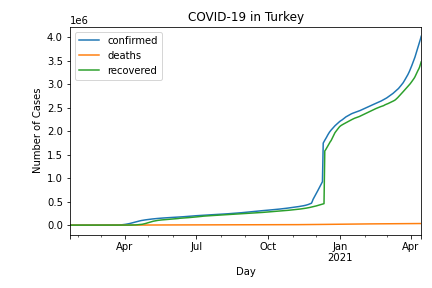 COVID-19 in Turkey
1e6
4.0
3.5
3.0
2.5
2.0
1.5
1.0
0.5
0.0
confirmed
deaths
recovered
Number of Cases
Apr
Jul
Oct
Jan
2021
Apr
Day